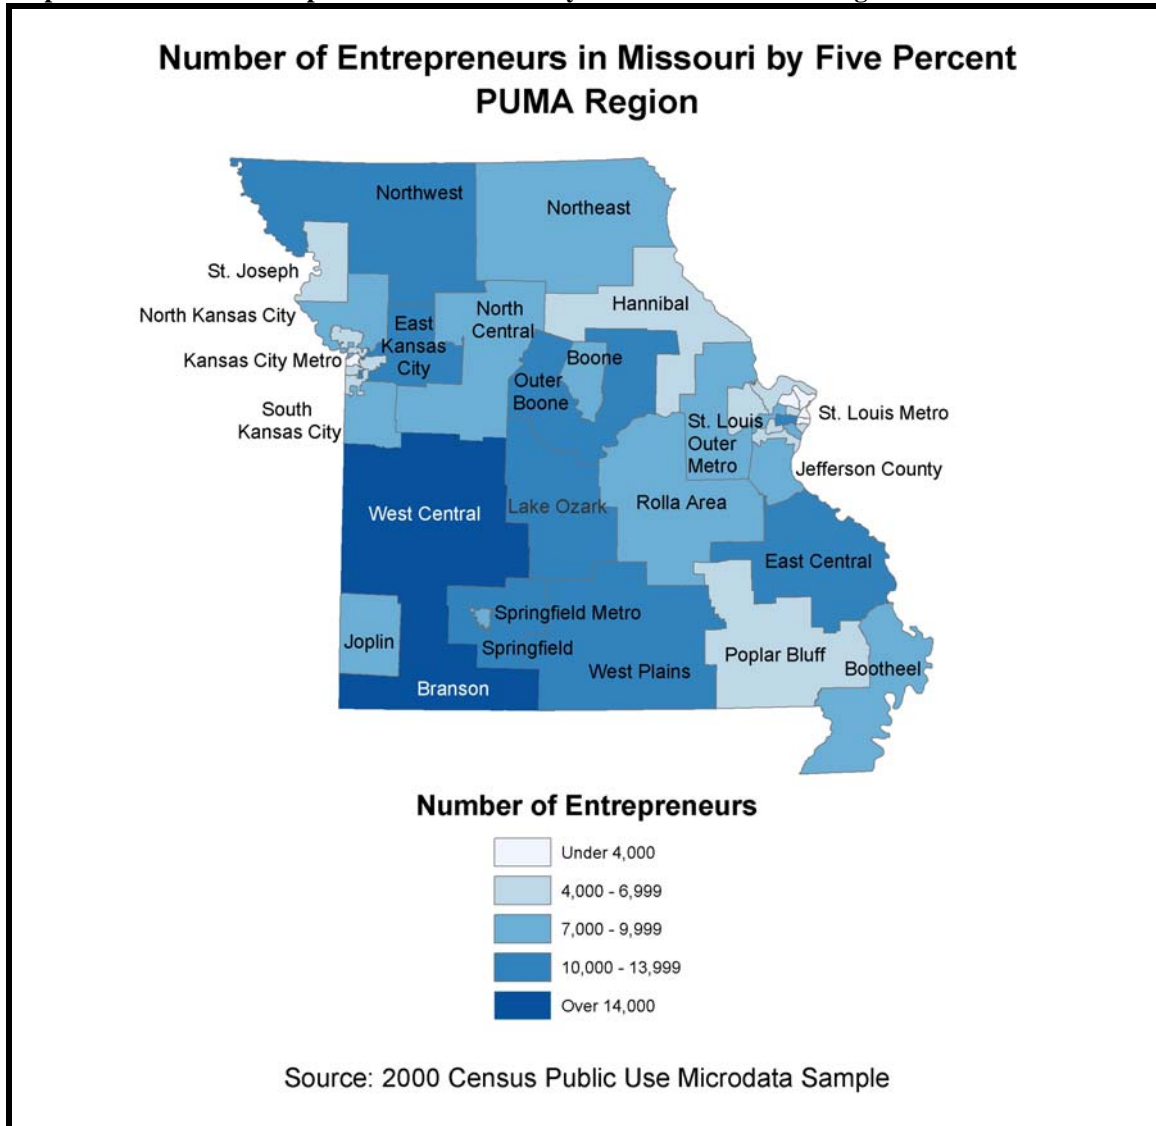 Number of Entrepreneurs in Missouri by Five Percent
PUMA Region
Northwest
Northeast
St. Joseph
Hannibal
North Kansas City
North
Central
East
Kansas
City
Kansas City Metro
Boone
Outer
Boone
South
Kansas City
St. Louis
Outer
Metro
St. Louis Metro
Jefferson County
West Central
Lake Ozark
Rolla Area
East Central
Springfield Metro
Joplin
Springfield
Poplar Bluff
Bootheel
West Plains
Branson
Number of Entrepreneurs
Under 4,000
4,000 - 6,999
7,000 - 9,999
10,000 - 13,999
Over 14,000
Source: 2000 Census Public Use Microdata Sample